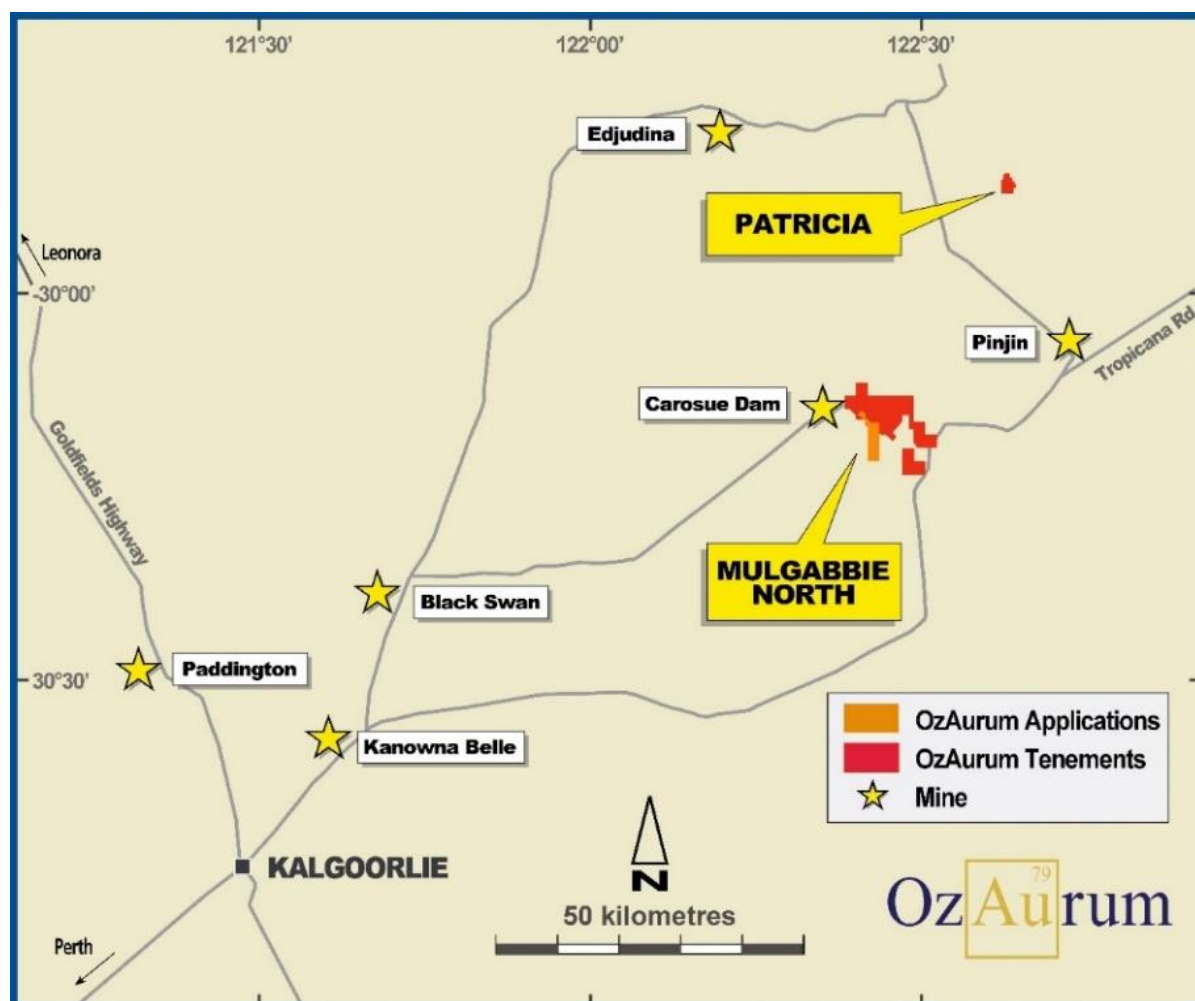 121°30'
122°00'
122°30'
Edjudina
PATRICIA
Leonora
-30°00'
Pinjin
Tropicana Rd
Carosue Dam
Goldfields Highway
MULGABBIE
NORTH
Black Swan
Paddington
30°30'
Kanowna Belle
OzAurum Applications
OzAurum Tenements
Mine
KALGOORLIE
N
50 kilometres
79
OzAurum
Perth